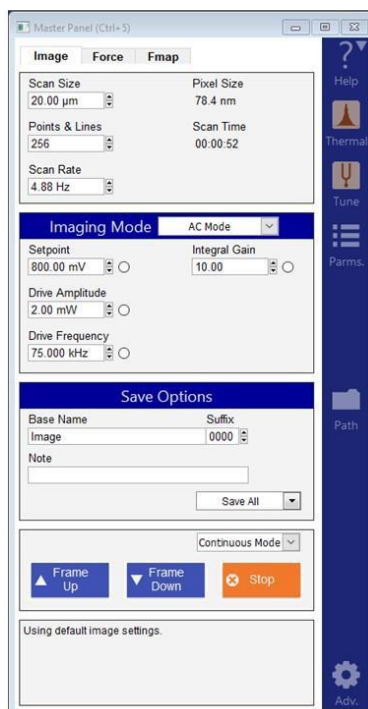 Master Panel (Ctrl+5)
Image Force Fmap
Help
Scan Size Pixel Size
20.00 µm 78.4 nm
Points & Lines Scan Time
256 00:00:52
Thermal
Scan Rate
4.88 Hz
Tune
Imaging Mode AC Mode
Setpoint Integral Gain
800.00 mV 10.00
Parms.
Drive Amplitude
2.00 mW
Drive Frequency
75.000 kHz
Save Options
Base Name Suffix
Image 0000
Path
Note
Save All
Continuous Mode
Frame Up
Frame Down
Stop
Using default image settings.
Adv.